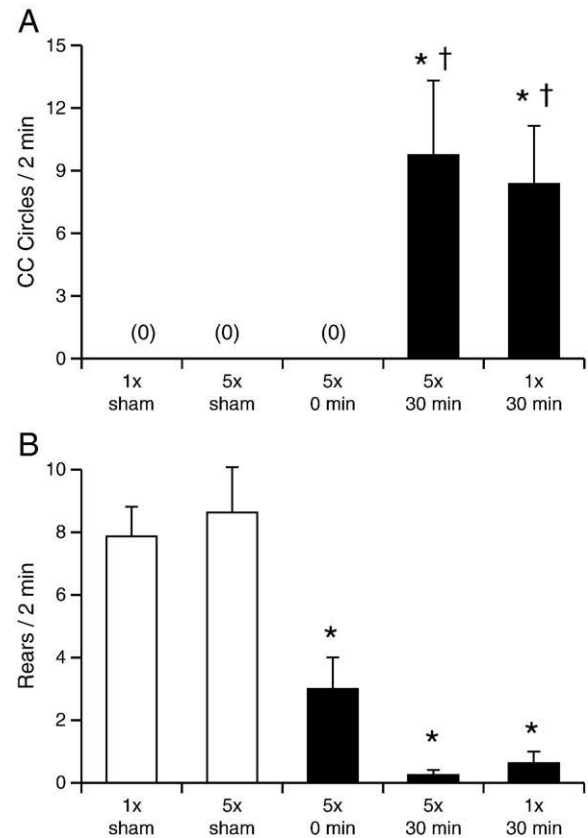 A
15
* †
* †
12
9
CC Circles / 2 min
6
3
(0) (0) (0)
0
1x 5x 5x 5x 1x
sham sham 0 min 30 min 30 min
B
10
8
6
Rears / 2 min
4
*
2
* *
0
1x 5x 5x 5x 1x
sham sham 0 min 30 min 30 min